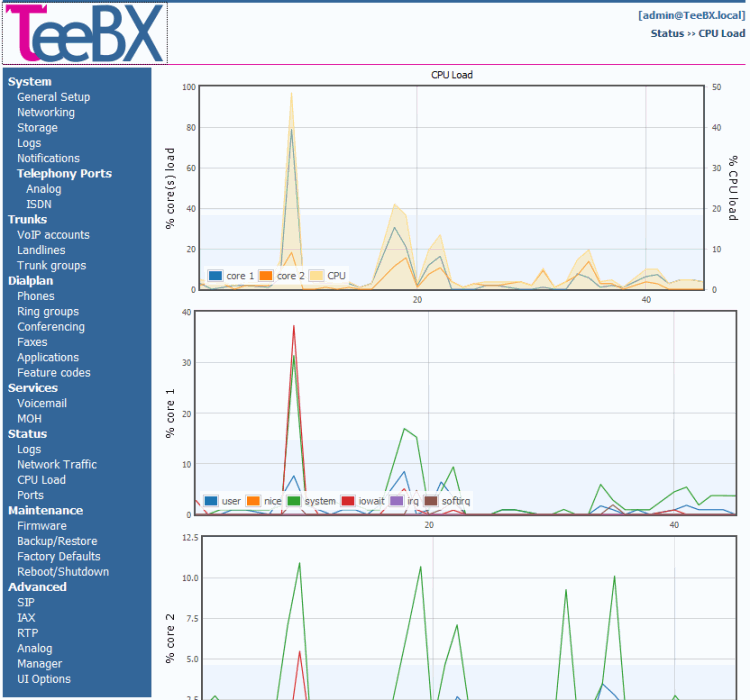 TeeBX
[admin@TeeBX.local]
Status ›› CPU Load
System
General Setup
Networking
Storage
Logs
Notifications
Telephony Ports
Analog
ISDN
Trunks
VoIP accounts
Landlines
Trunk groups
Dialplan
Phones
Ring groups
Conferencing
Faxes
Applications
Feature codes
Services
Voicemail
MOH
Status
Logs
Network Traffic
CPU Load
Ports
Maintenance
Firmware
Backup/Restore
Factory Defaults
Reboot/Shutdown
Advanced
SIP
IAX
RTP
Analog
Manager
UI Options
CPU Load
% core(s) load
100
80
60
40
20
0
50
40
30
20
10
0
% CPU load
core 1 core 2 CPU
20 40
% core 1
40
30
20
10
0
user nice system iowait irq softirq
20 40
% core 2
12.5
10.0
7.5
5.0
2.5